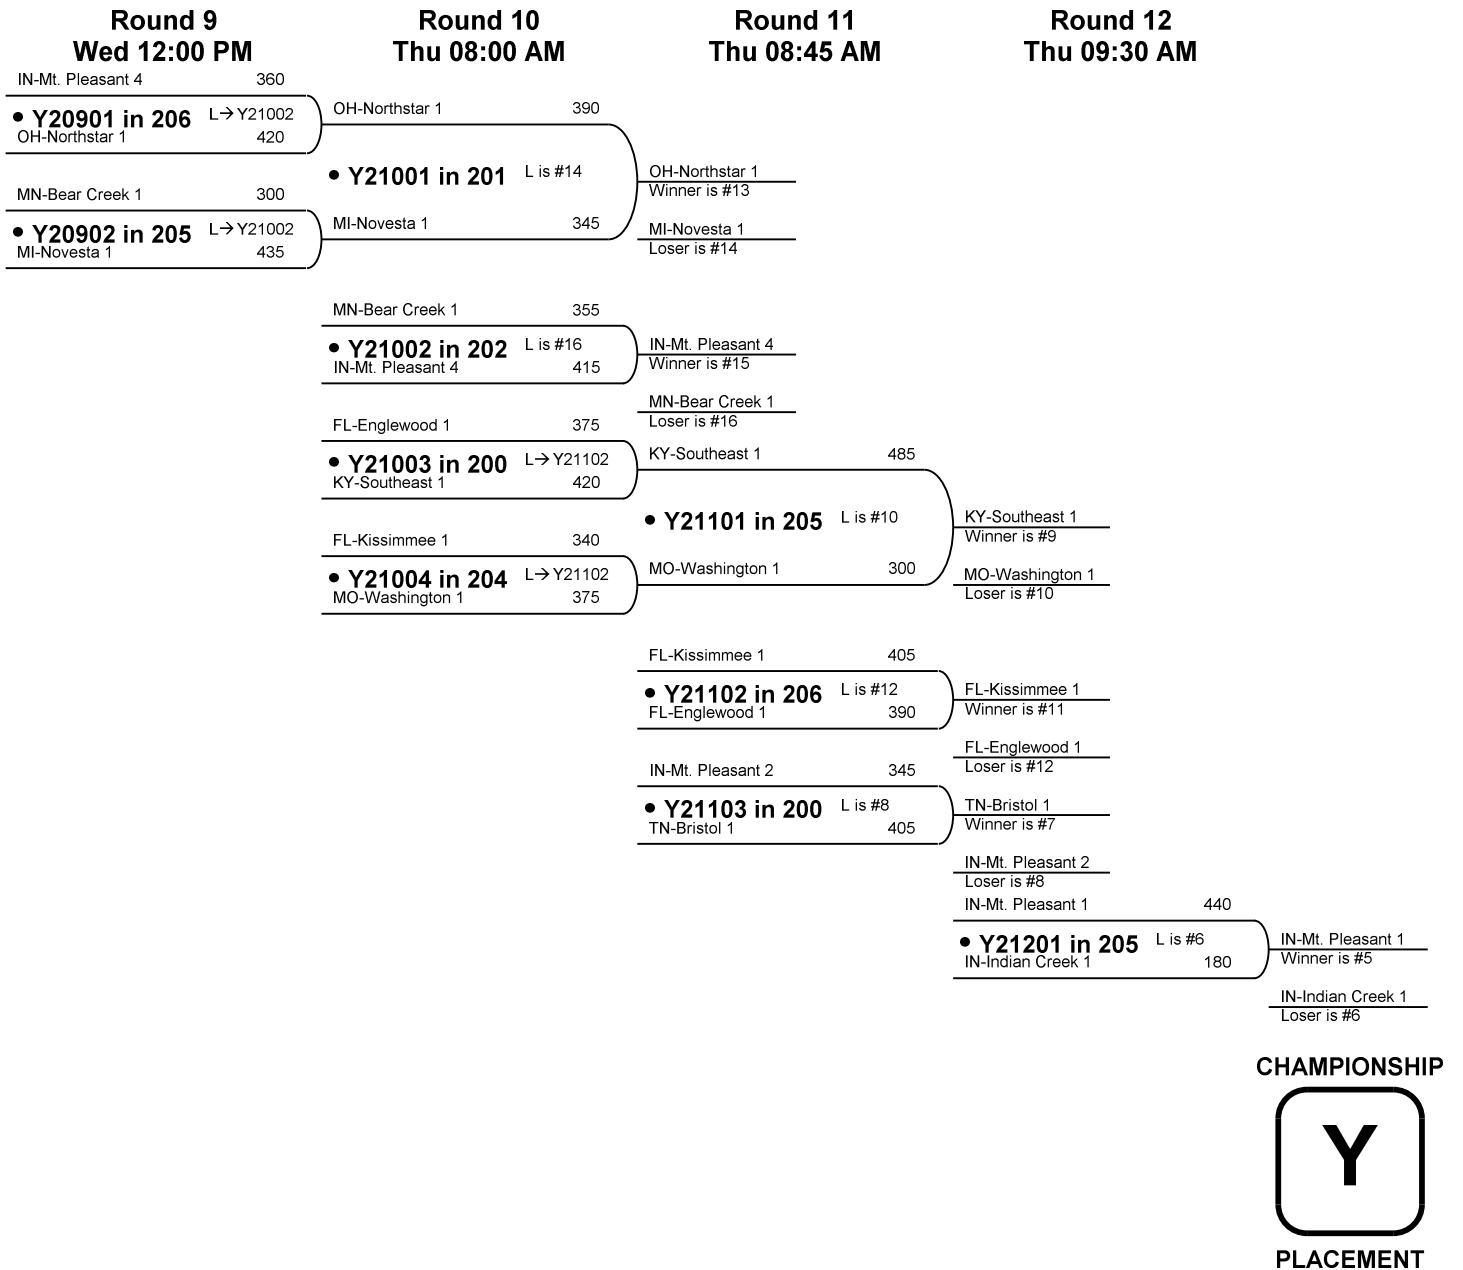 Round 9
Wed 12:00 PM
Round 10
Thu 08:00 AM
Round 11
Thu 08:45 AM
Round 12
Thu 09:30 AM
IN-Mt. Pleasant 4 360
• Y20901 in 206 L→Y21002
OH-Northstar 1 420
MN-Bear Creek 1 300
• Y20902 in 205 L→Y21002
MI-Novesta 1 435
OH-Northstar 1 390
• Y21001 in 201 L is #14
MI-Novesta 1 345
OH-Northstar 1
Winner is #13
MI-Novesta 1
Loser is #14
MN-Bear Creek 1 355
• Y21002 in 202 L is #16
IN-Mt. Pleasant 4 415
IN-Mt. Pleasant 4
Winner is #15
MN-Bear Creek 1
Loser is #16
FL-Englewood 1 375
• Y21003 in 200 L→Y21102
KY-Southeast 1 420
FL-Kissimmee 1 340
• Y21004 in 204 L→Y21102
MO-Washington 1 375
KY-Southeast 1 485
• Y21101 in 205 L is #10
MO-Washington 1 300
KY-Southeast 1
Winner is #9
MO-Washington 1
Loser is #10
FL-Kissimmee 1 405
• Y21102 in 206 L is #12
FL-Englewood 1 390
FL-Kissimmee 1
Winner is #11
FL-Englewood 1
Loser is #12
IN-Mt. Pleasant 2 345
• Y21103 in 200 L is #8
TN-Bristol 1 405
TN-Bristol 1
Winner is #7
IN-Mt. Pleasant 2
Loser is #8
IN-Mt. Pleasant 1 440
• Y21201 in 205 L is #6
IN-Indian Creek 1 180
IN-Mt. Pleasant 1
Winner is #5
IN-Indian Creek 1
Loser is #6
CHAMPIONSHIP
Y
PLACEMENT